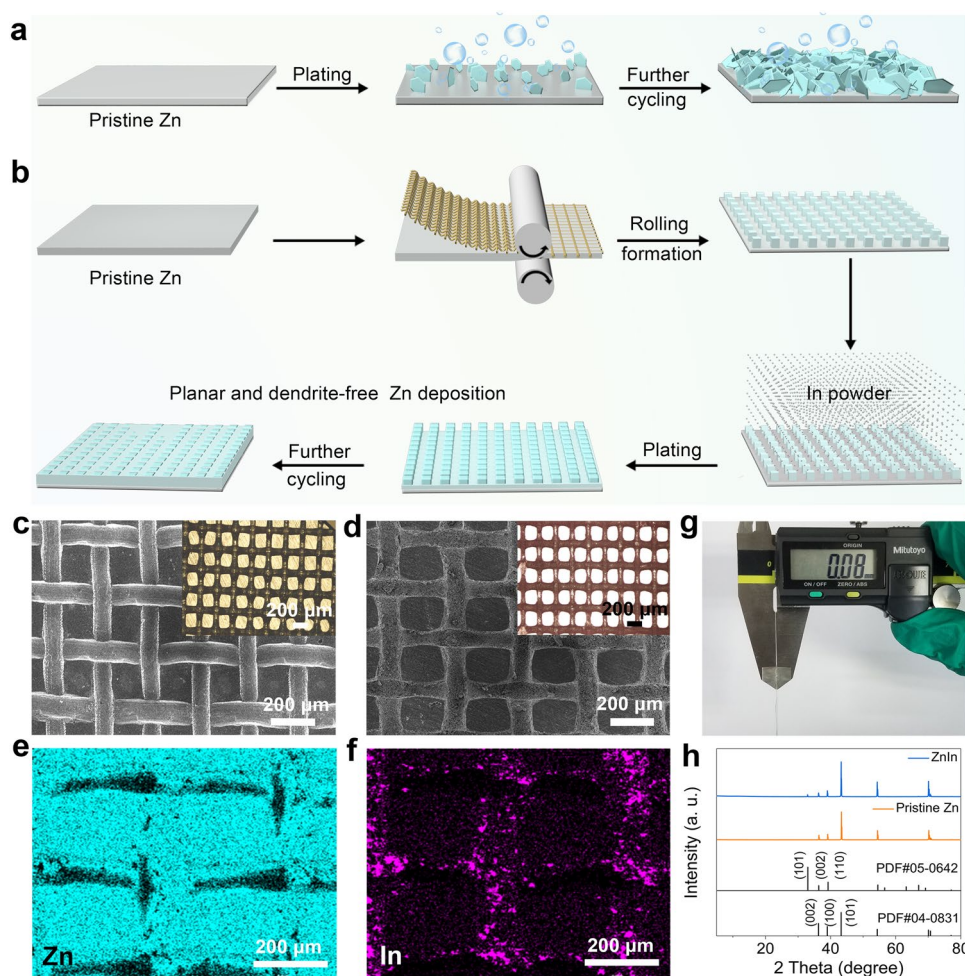 a
Plating
Further
cycling
Pristine Zn
b
Rolling
formation
Pristine Zn
In powder
Planar and dendrite-free Zn deposition
Further
cycling
Plating
c
200 μm
200 μm
d
200 μm
200 μm
g
ORIGIN
Mitutoyo
0.08
ON / OFF
ZERO / ABS
e
Zn
200 μm
f
In
200 μm
h
Intensity (a. u.)
ZnIn
Pristine Zn
(101)
(002)
(110)
PDF#05-0642
(002)
(100)
(101)
PDF#04-0831
20 40 60 80
2 Theta (degree)